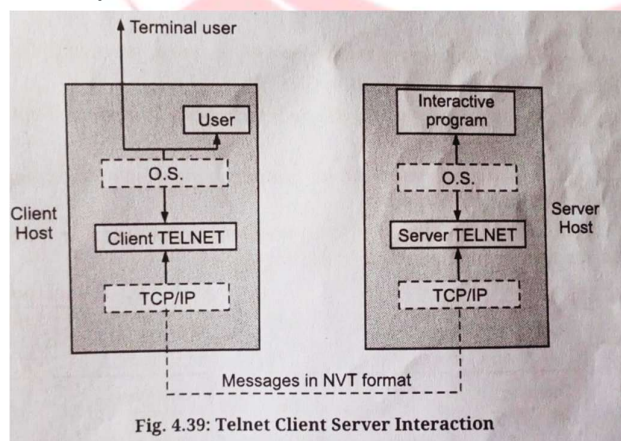 Terminal user
User
O.S.
Client
Host
Client TELNET
TCP/IP
Interactive
program
O.S.
Server TELNET
Server
Host
TCP/IP
Messages in NVT format
Fig. 4.39: Telnet Client Server Interaction